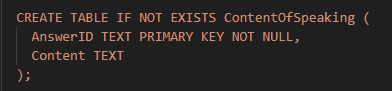 CREATE TABLE IF NOT EXISTS ContentOfSpeaking (
AnswerID TEXT PRIMARY KEY NOT NULL,
Content TEXT
);